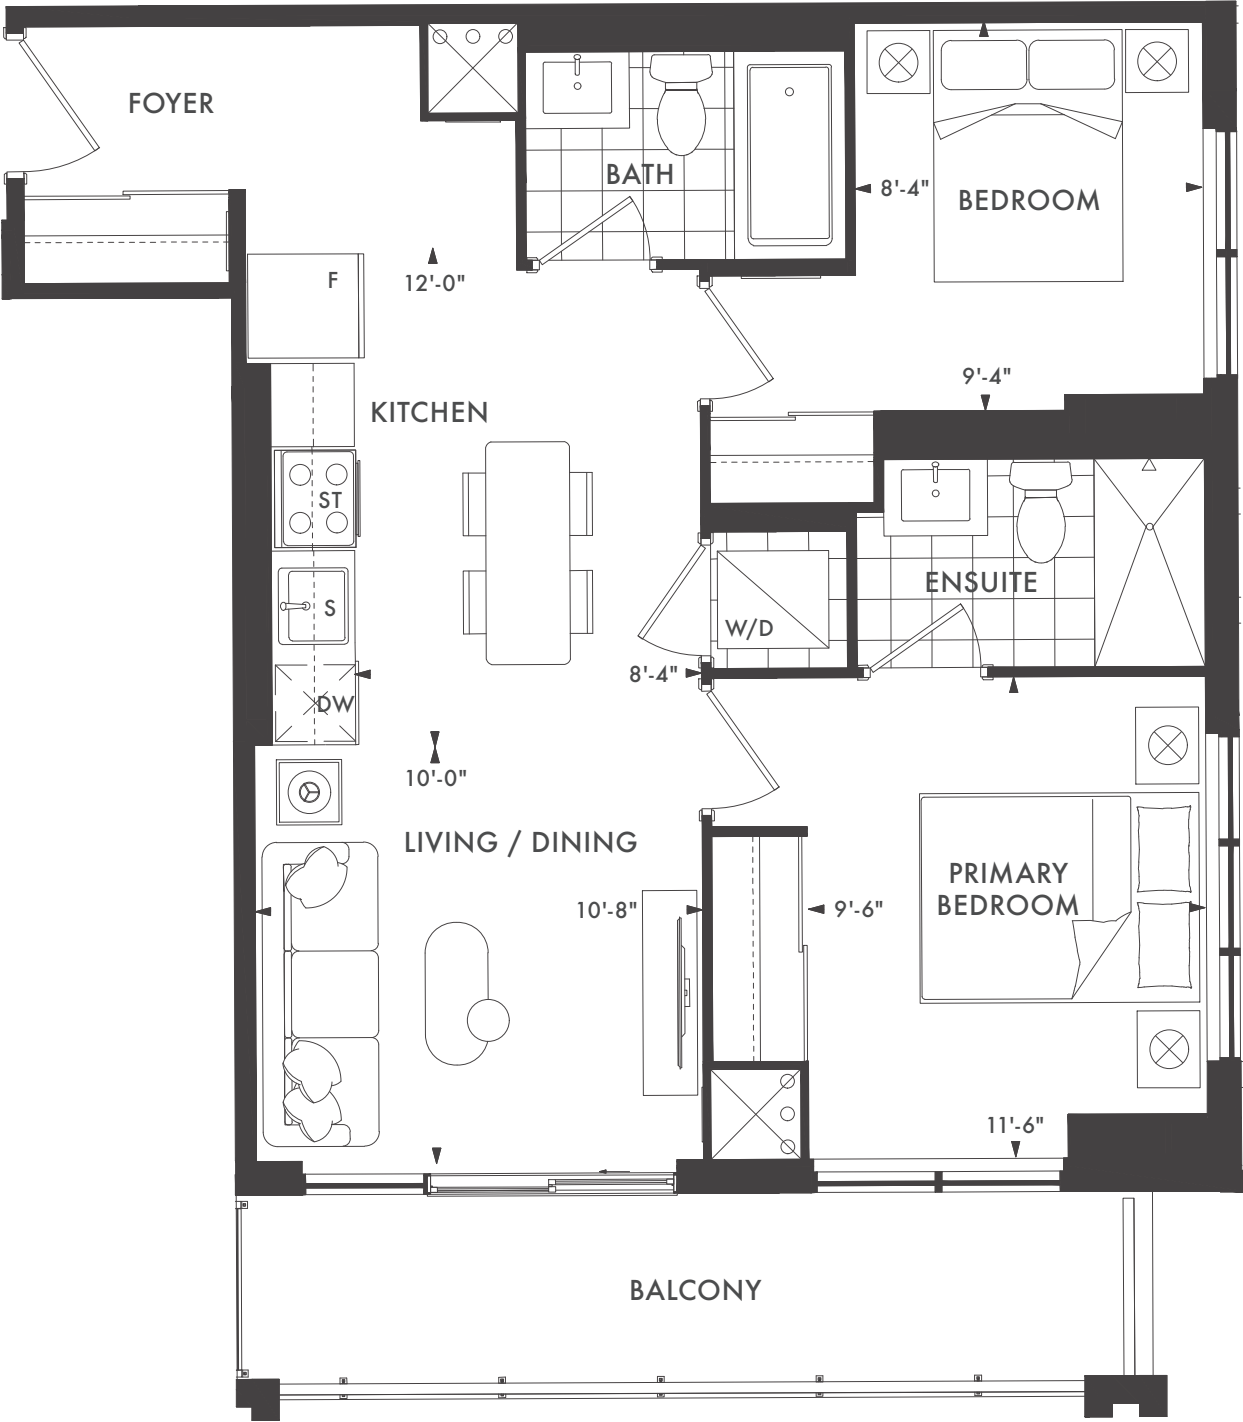 FOYER
BATH
8'-4"
BEDROOM
F
12'-0"
9'-4"
KITCHEN
ST
ENSUITE
S
W/D
8'-4"
DW
10'-0"
LIVING / DINING
PRIMARY
BEDROOM
10'-8"
9'-6"
11'-6"
BALCONY